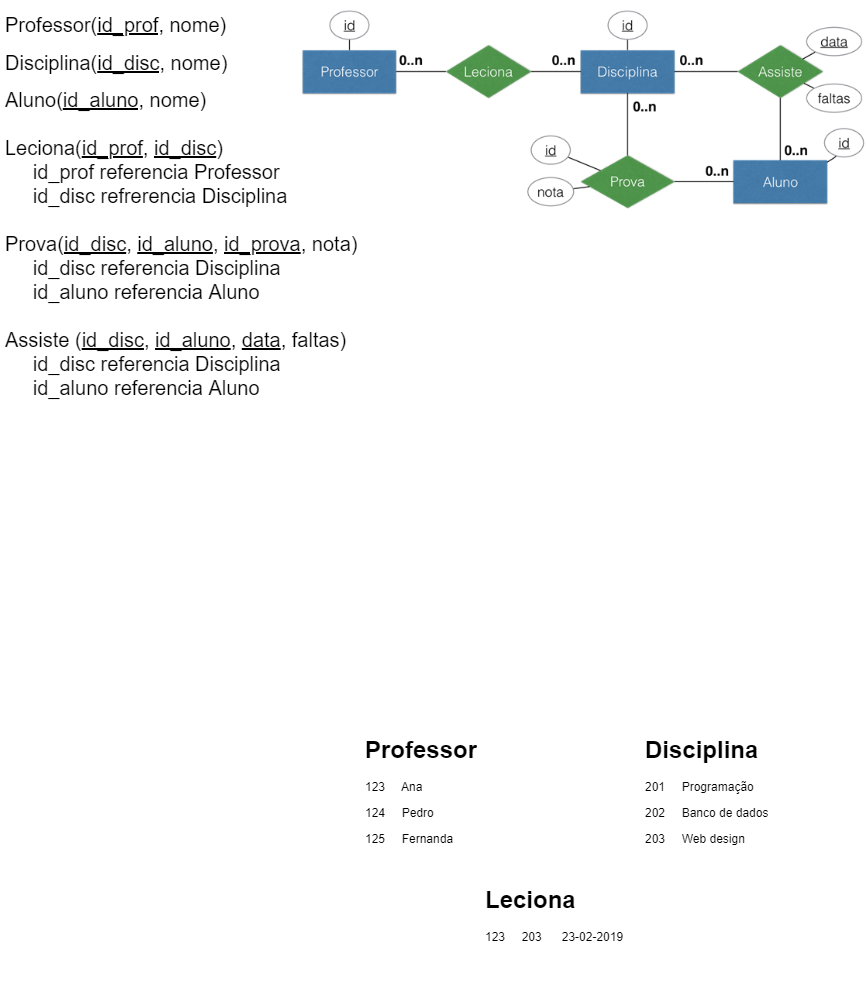 Professor(id_prof, nome)
Disciplina(id_disc, nome)
Aluno(id_aluno, nome)
Leciona(id_prof, id_disc)
id_prof referencia Professor
id_disc refrerencia Disciplina
Prova(id_disc, id_aluno, id_prova, nota)
id_disc referencia Disciplina
id_aluno referencia Aluno
Assiste (id_disc, id_aluno, data, faltas)
id_disc referencia Disciplina
id_aluno referencia Aluno
id
id
data
Professor
0..n
Leciona
0..n
Disciplina
0..n
Assiste
faltas
0..n
id
0..n
id
Prova
nota
0..n
Aluno
Professor
123 Ana
124 Pedro
125 Fernanda
Disciplina
201 Programação
202 Banco de dados
203 Web design
Leciona
123 203 23-02-2019